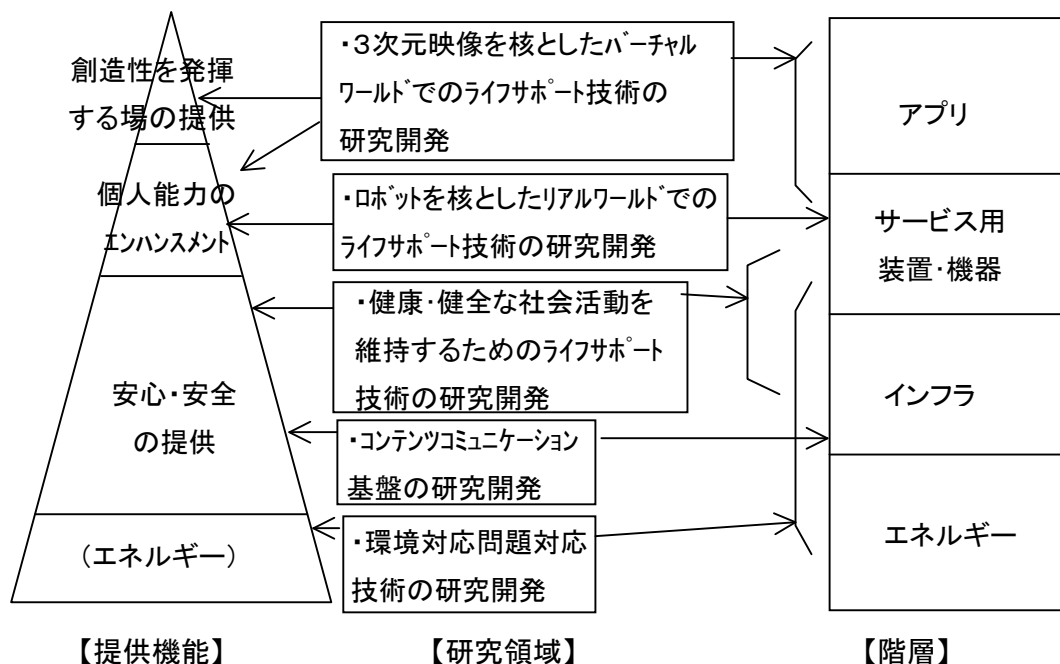 創造性を発揮
する場の提供
個人能力の
ｴﾝﾊﾝｽﾒﾝﾄ
安心・安全
の提供
(エネルギー)
【提供機能】
・３次元映像を核としたﾊﾞｰﾁｬﾙ
ﾜｰﾙﾄﾞでのﾗｲﾌｻﾎﾟｰﾄ技術の
研究開発
・ﾛﾎﾞｯﾄを核としたﾘｱﾙﾜｰﾙﾄﾞでの
ﾗｲﾌｻﾎﾟｰﾄ技術の研究開発
・健康・健全な社会活動を
維持するためのﾗｲﾌｻﾎﾟｰﾄ
技術の研究開発
・ｺﾝﾃﾝﾂｺﾐｭﾆｹｰｼｮﾝ
基盤の研究開発
・環境対応問題対応
技術の研究開発
【研究領域】
アプリ
サービス用
装置・機器
インフラ
エネルギー
【階層】